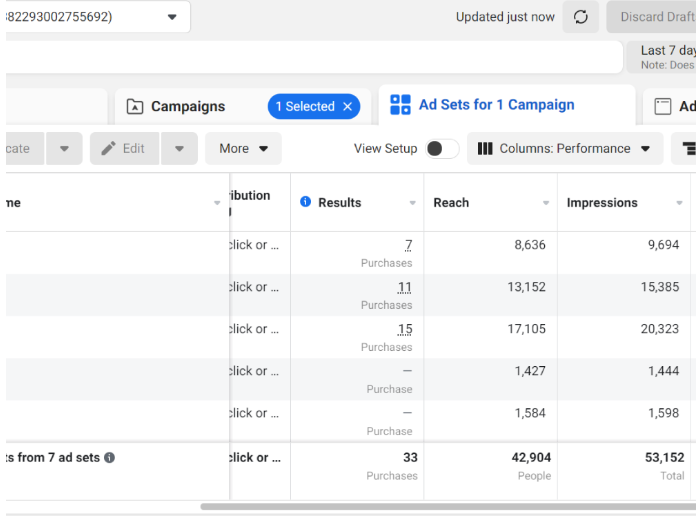 382293002755692)
Updated just now
Discard Draft
Last 7 day
Note: Does
Campaigns
1 Selected ×
Ad Sets for 1 Campaign
Ad
cate
Edit
More
View Setup
Columns: Performance
me
ribution
Results
Reach
Impressions
click or ...
7
8,636
9,694
Purchases
click or ...
11
13,152
15,385
Purchases
click or ...
15
17,105
20,323
Purchases
click or ...
—
1,427
1,444
Purchase
click or ...
—
1,584
1,598
Purchase
ts from 7 ad sets
click or ...
33
42,904
53,152
Purchases
People
Total